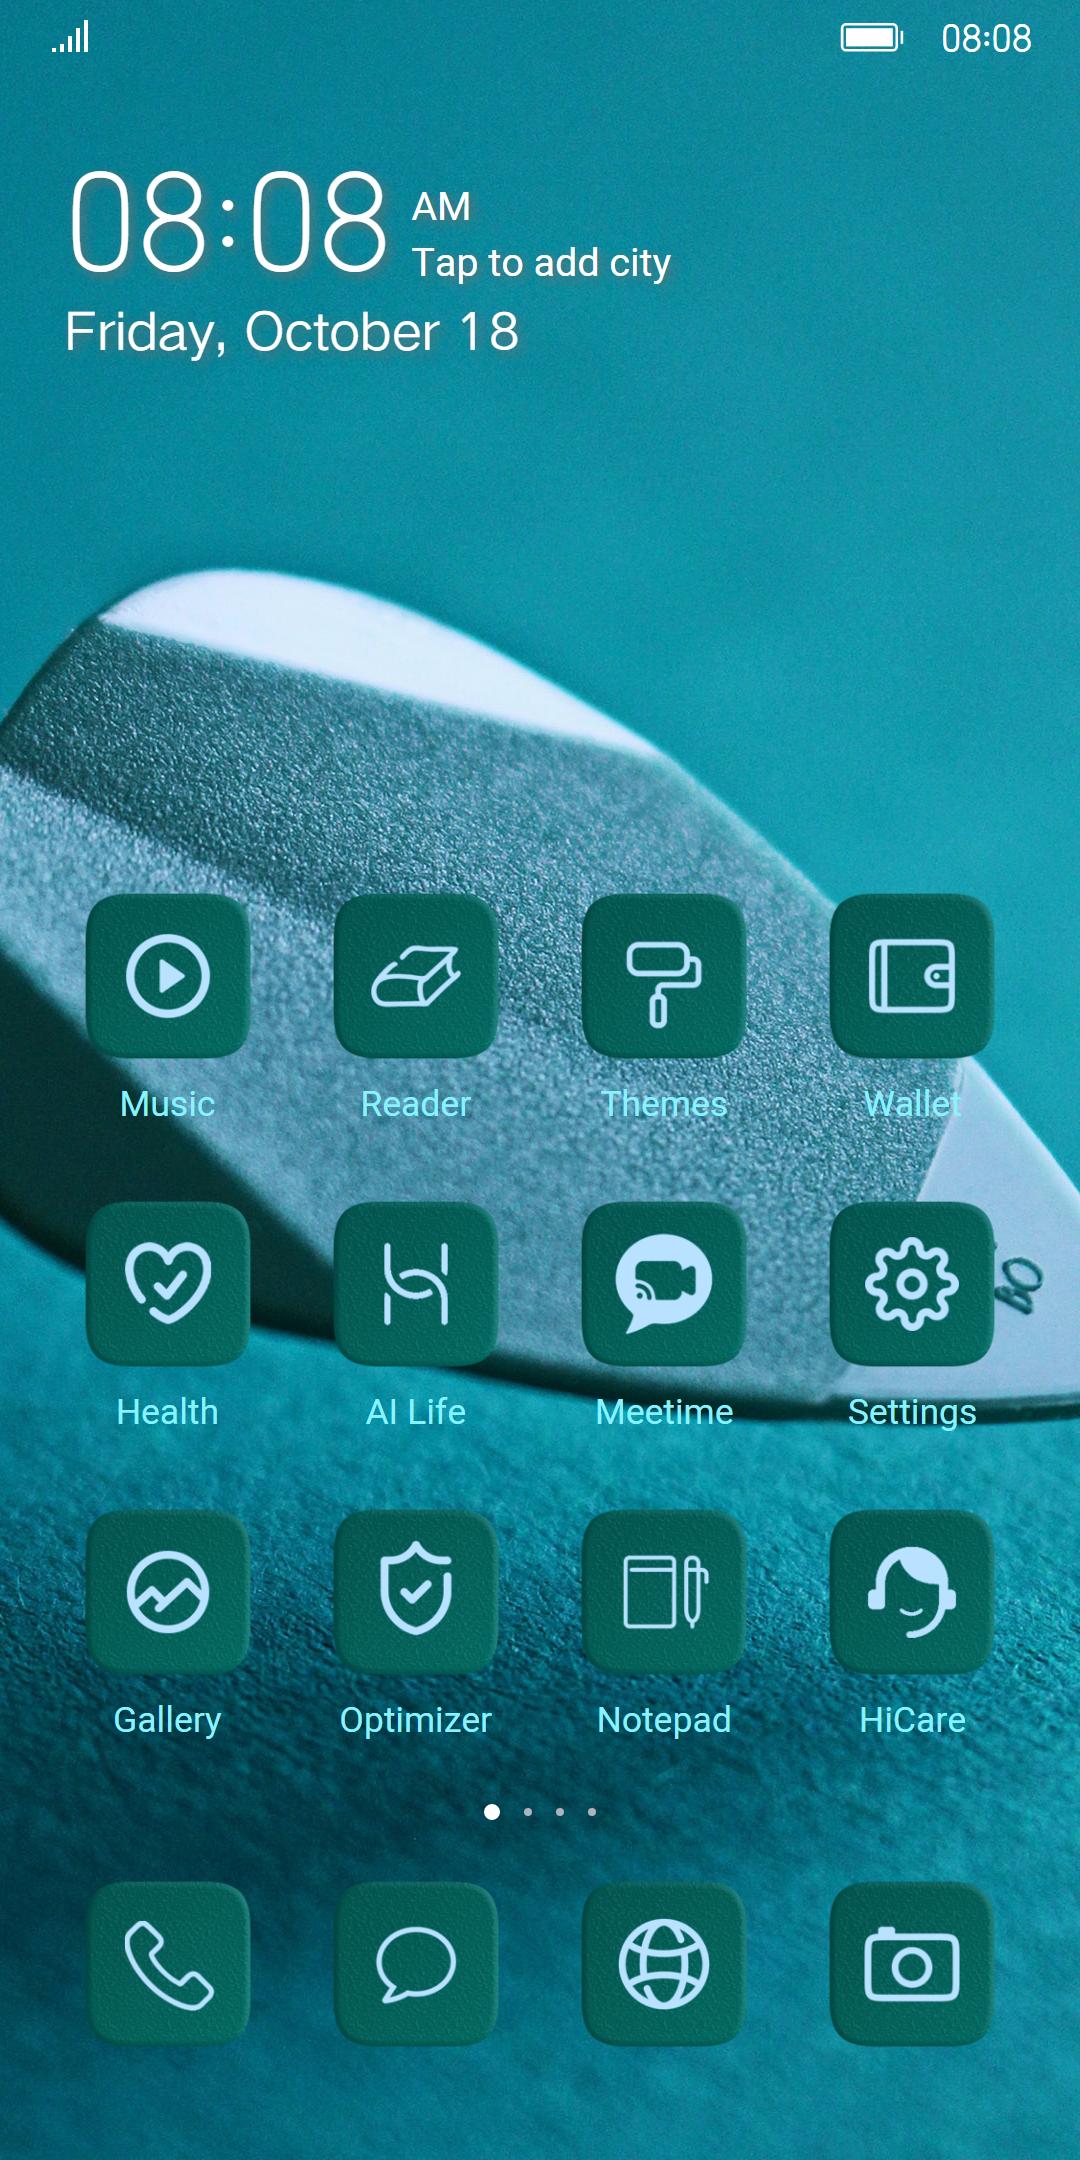 08:08
08:08 AM
Tap to add city
Friday, October 18
Music Reader Themes Wallet
Health AI Life Meetime Settings
BO
Gallery Optimizer Notepad HiCare